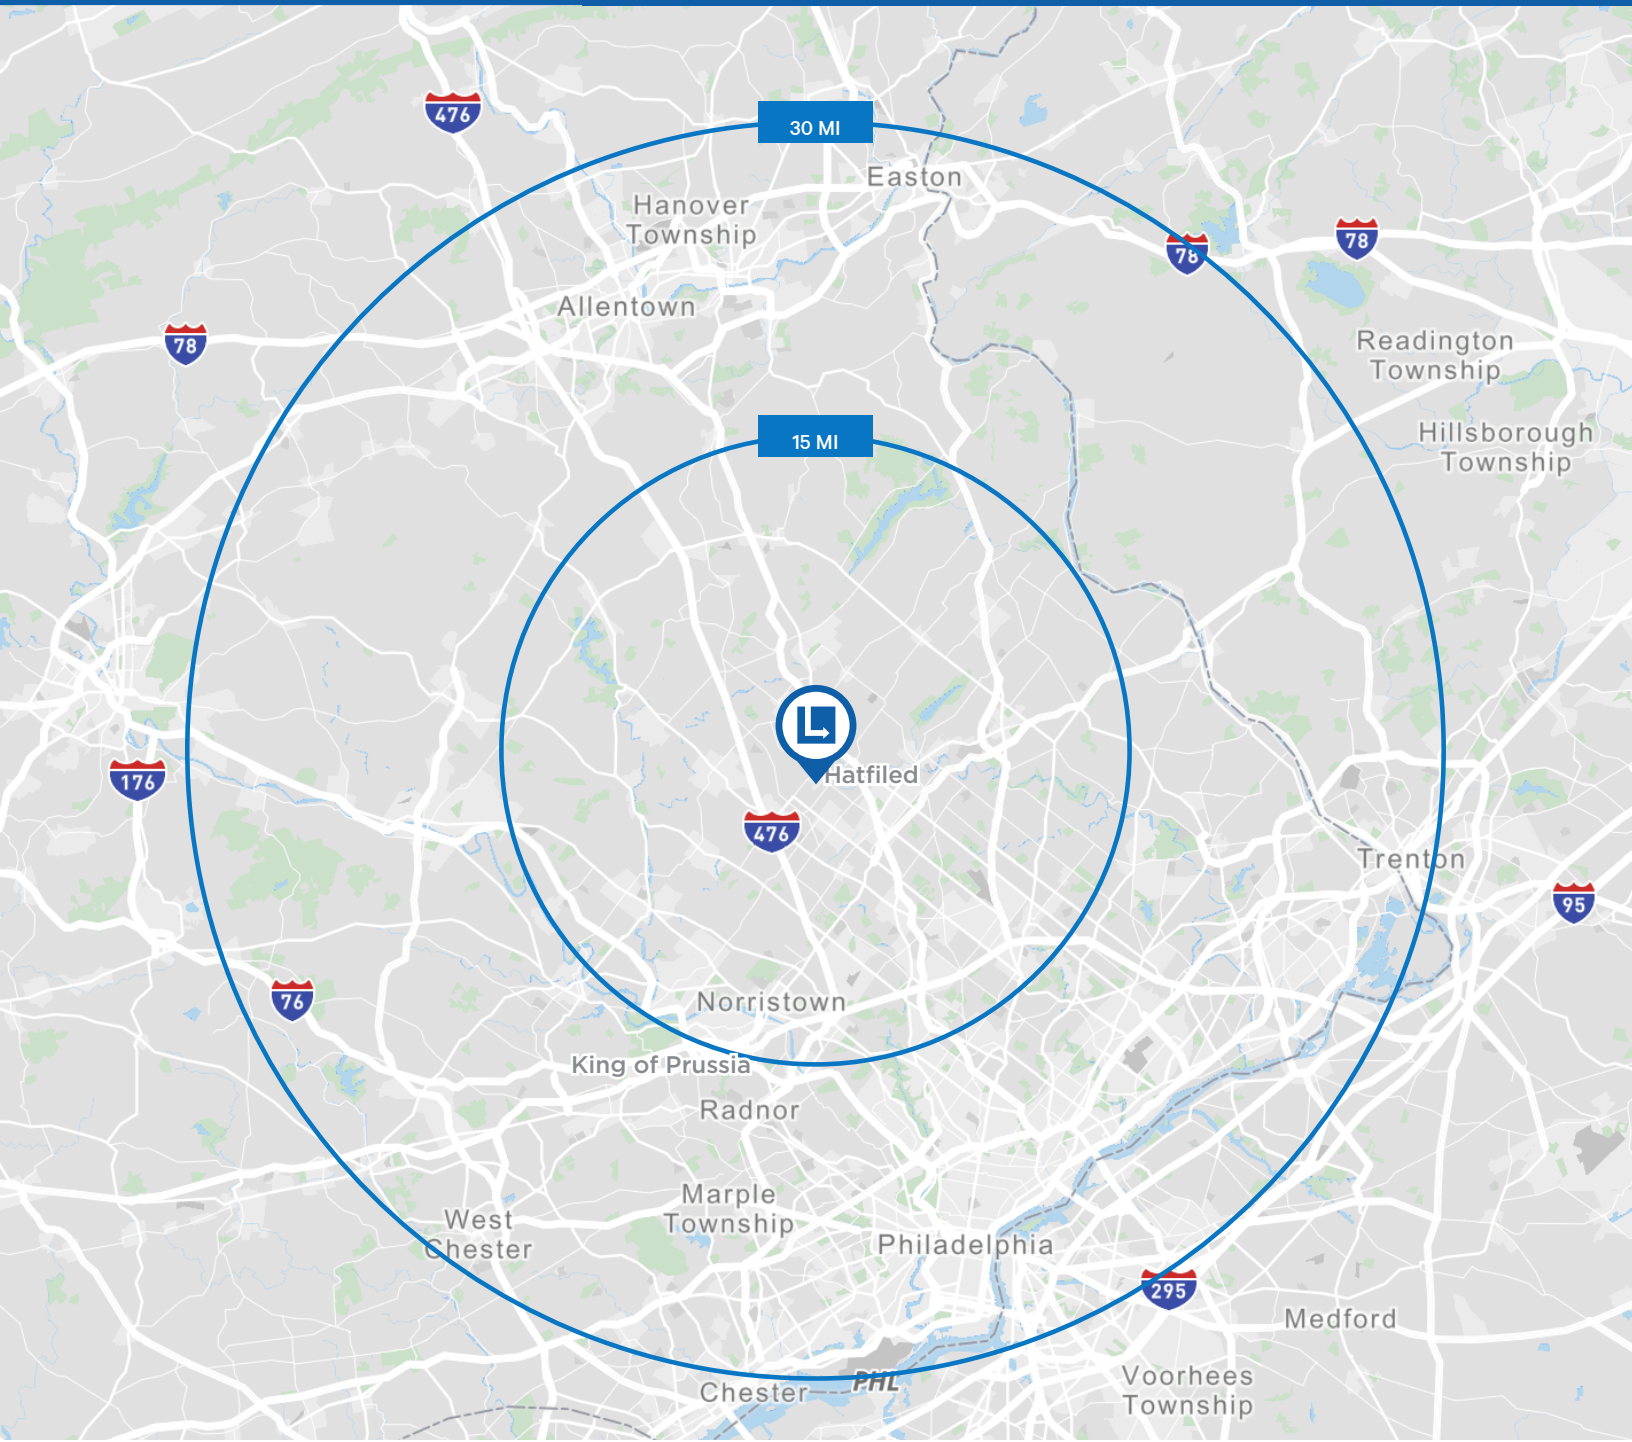 476
30 MI
Easton
Hanover
Township
78
78
Allentown
78
Readington
Township
15 MI
Hillsborough
Township
L
Hatfiled
176
476
Trenton
95
76
Norristown
King of Prussia
Radnor
Marple
Township
West
Chester
Philadelphia
295
Medford
Chester
PHL
Voorhees
Township